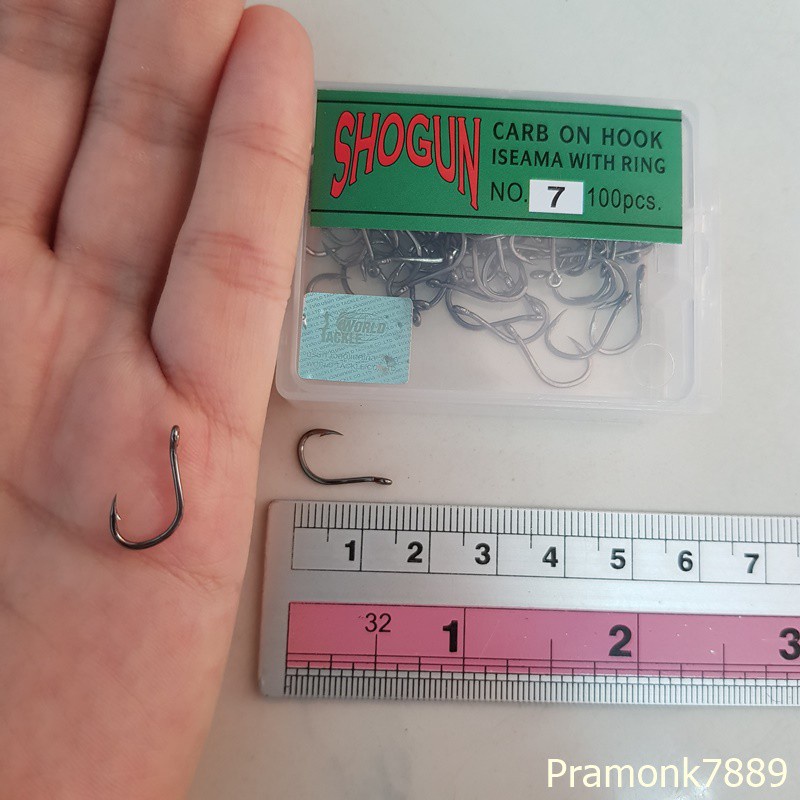 SHOGUN
CARB ON HOOK
ISEAMA WITH RING
NO. 7 100pcs.
WORLD
TACKLE
1 2 3 4 5 6 7
32 1 2 3
Pramonk7889